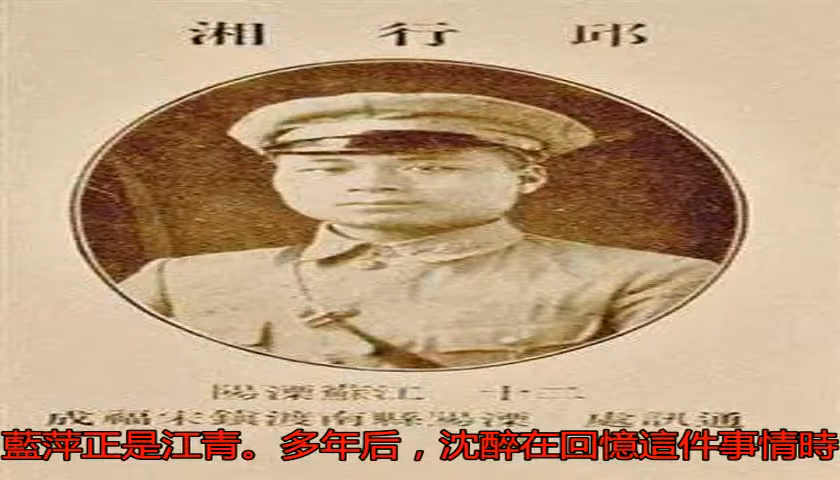 邱行湘
二十 江蘇溧陽
通訊處 溧陽縣南渡鎮宋福成
藍萍正是江青。多年后，沈醉在回憶這件事情時